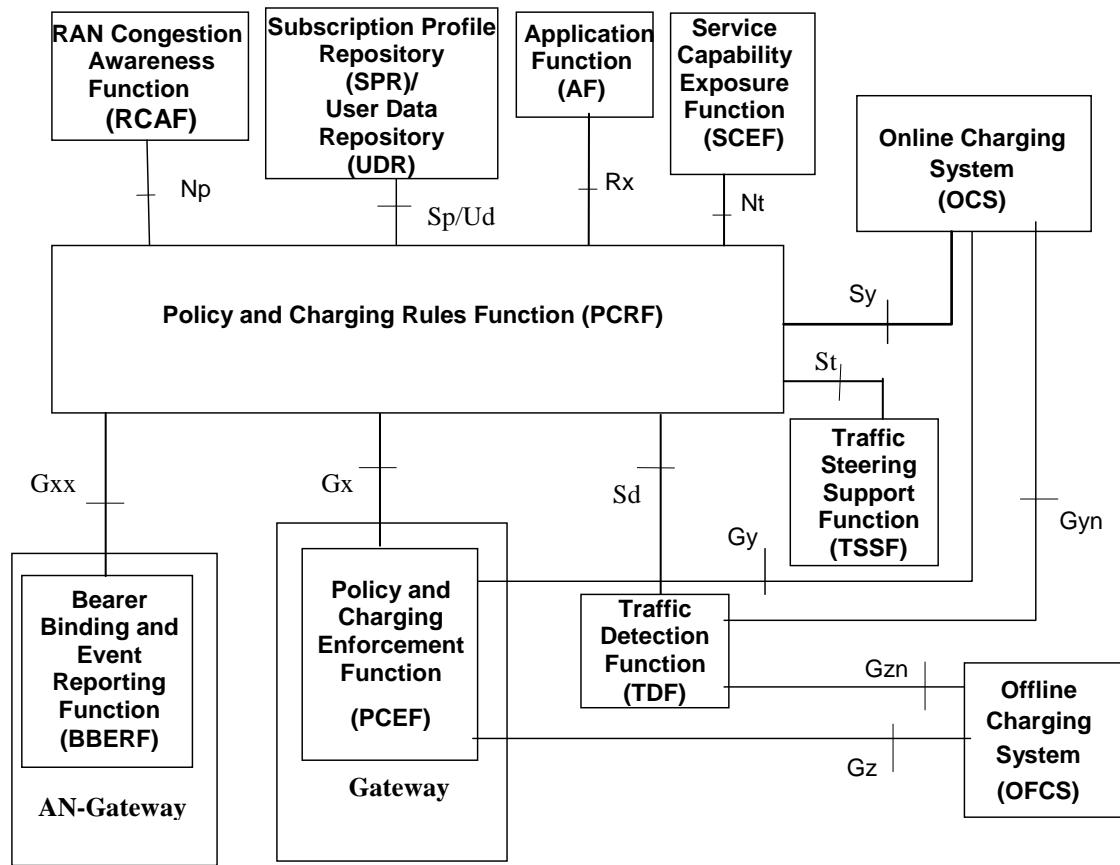 RAN Congestion
Awareness
Function
(RCAF)
Subscription Profile
Repository
(SPR)/
User Data
Repository
(UDR)
Application
Function
(AF)
Service
Capability
Exposure
Function
(SCEF)
Online Charging
System
(OCS)
Np
Sp/Ud
Rx
Nt
Policy and Charging Rules Function (PCRF)
Sy
St
Traffic
Steering
Support
Function
(TSSF)
Gxx
Gx
Sd
Gy
Gyn
Bearer
Binding and
Event
Reporting
Function
(BBERF)
AN-Gateway
Policy and
Charging
Enforcement
Function
(PCEF)
Gateway
Traffic
Detection
Function
(TDF)
Gzn
Gz
Offline
Charging
System
(OFCS)